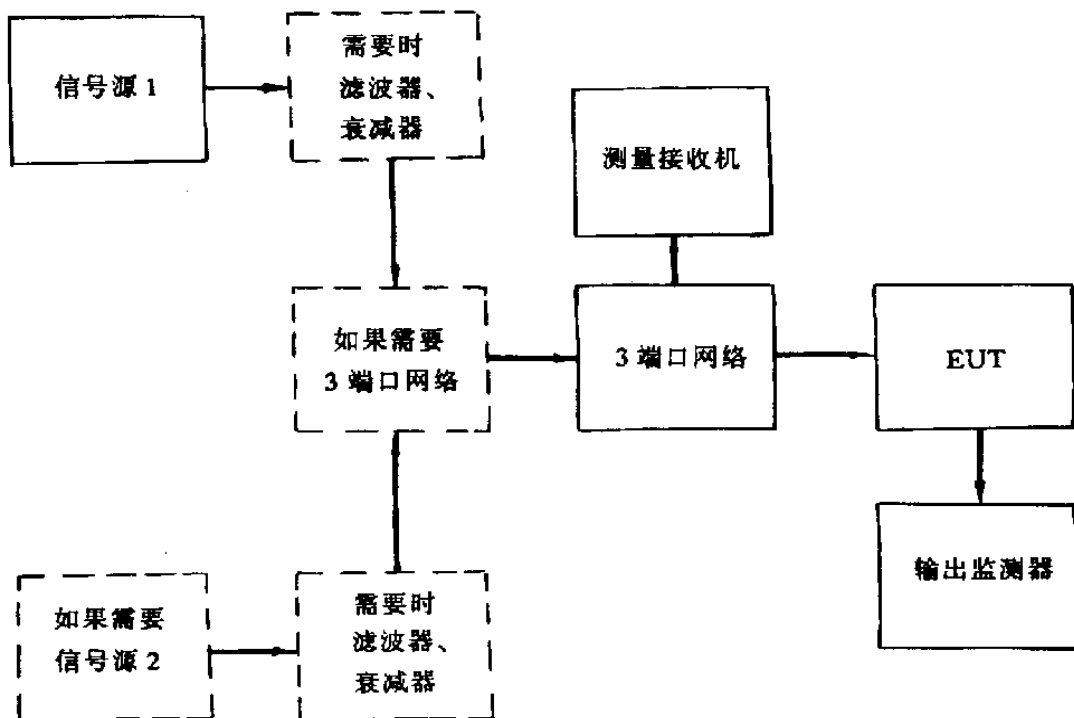 信号源 1
需要时
滤波器、
衰减器
测量接收机
如果需要
3 端口网络
3 端口网络
EUT
输出监测器
如果需要
信号源 2
需要时
滤波器、
衰减器